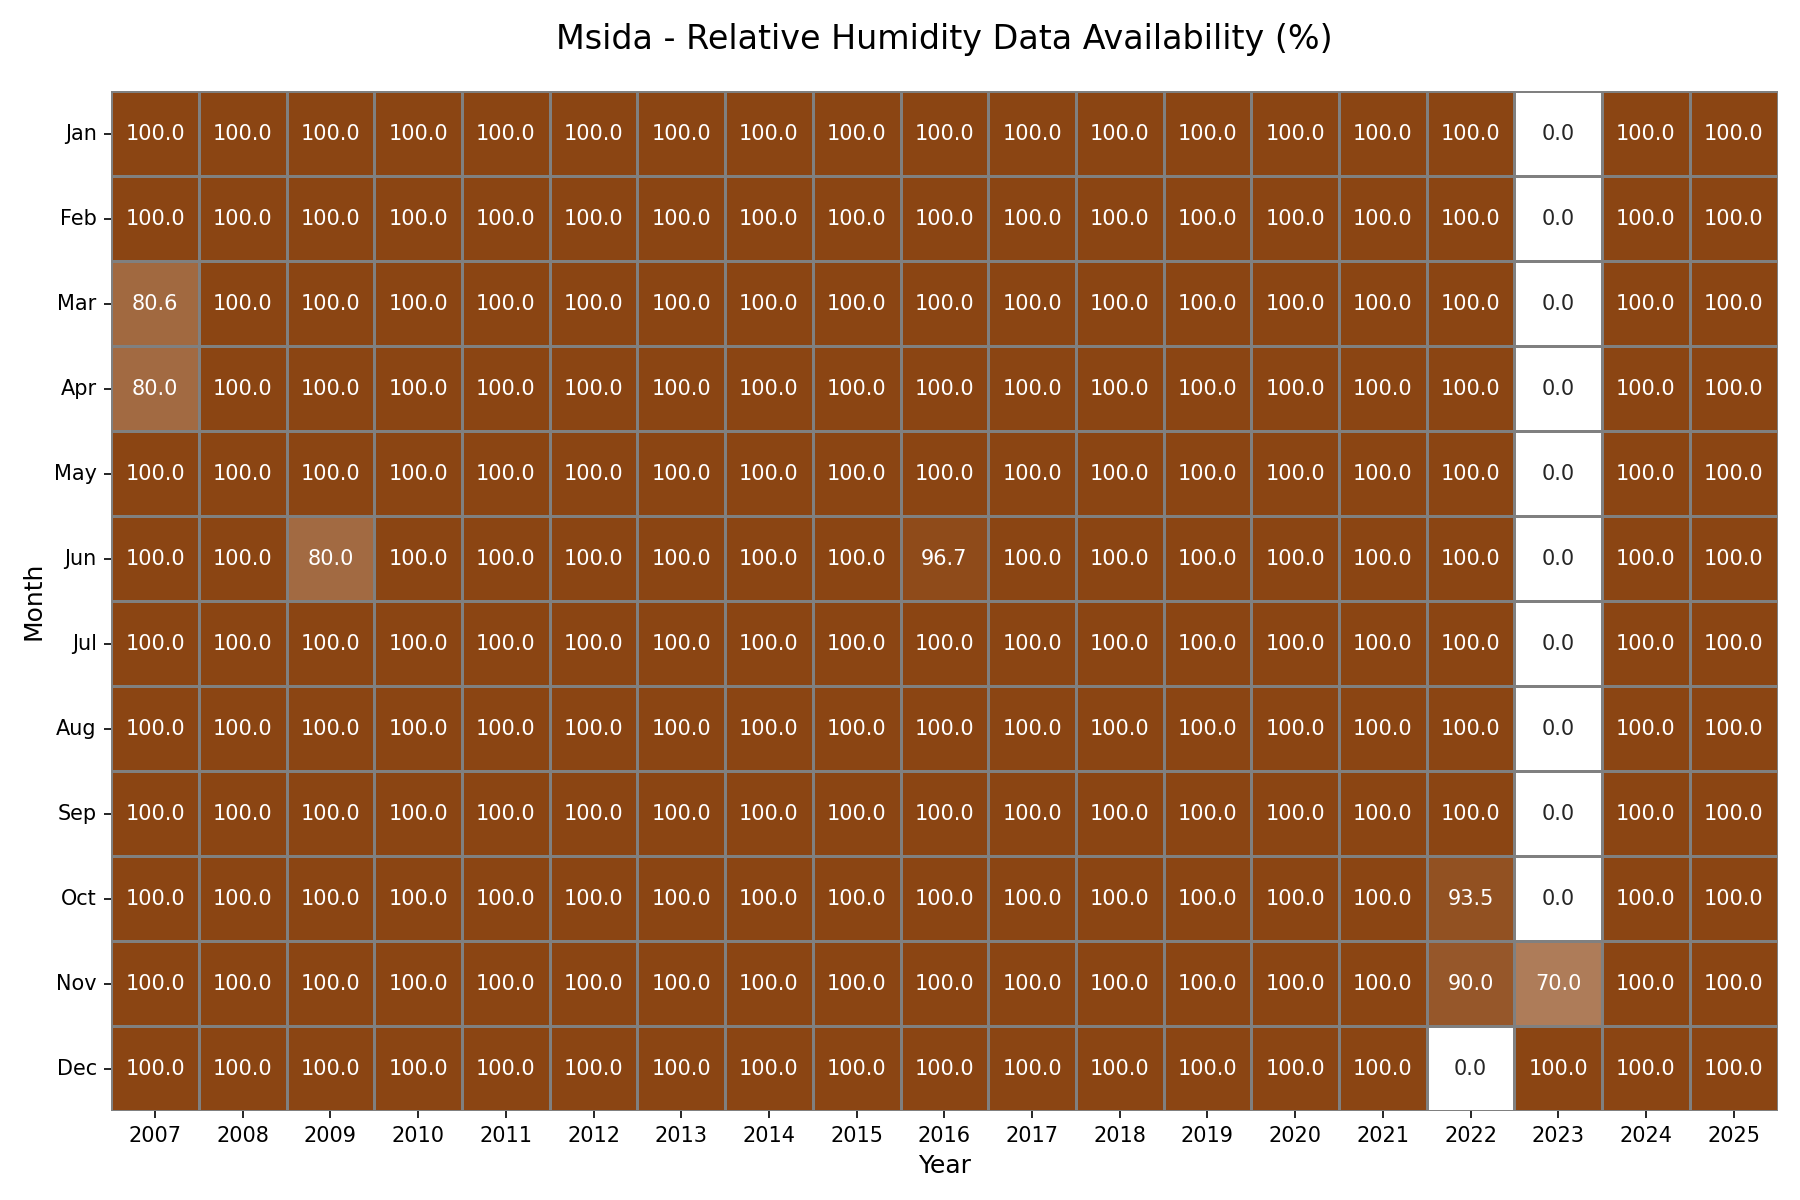 Msida - Relative Humidity Data Availability (%)
Jan 100.0 100.0 100.0 100.0 100.0 100.0 100.0 100.0 100.0 100.0 100.0 100.0 100.0 100.0 100.0 100.0 0.0 100.0 100.0
Feb 100.0 100.0 100.0 100.0 100.0 100.0 100.0 100.0 100.0 100.0 100.0 100.0 100.0 100.0 100.0 100.0 0.0 100.0 100.0
Mar 80.6 100.0 100.0 100.0 100.0 100.0 100.0 100.0 100.0 100.0 100.0 100.0 100.0 100.0 100.0 100.0 0.0 100.0 100.0
Apr 80.0 100.0 100.0 100.0 100.0 100.0 100.0 100.0 100.0 100.0 100.0 100.0 100.0 100.0 100.0 100.0 0.0 100.0 100.0
May 100.0 100.0 100.0 100.0 100.0 100.0 100.0 100.0 100.0 100.0 100.0 100.0 100.0 100.0 100.0 100.0 0.0 100.0 100.0
Jun 100.0 100.0 80.0 100.0 100.0 100.0 100.0 100.0 100.0 96.7 100.0 100.0 100.0 100.0 100.0 100.0 0.0 100.0 100.0
Jul 100.0 100.0 100.0 100.0 100.0 100.0 100.0 100.0 100.0 100.0 100.0 100.0 100.0 100.0 100.0 100.0 0.0 100.0 100.0
Aug 100.0 100.0 100.0 100.0 100.0 100.0 100.0 100.0 100.0 100.0 100.0 100.0 100.0 100.0 100.0 100.0 0.0 100.0 100.0
Sep 100.0 100.0 100.0 100.0 100.0 100.0 100.0 100.0 100.0 100.0 100.0 100.0 100.0 100.0 100.0 100.0 0.0 100.0 100.0
Oct 100.0 100.0 100.0 100.0 100.0 100.0 100.0 100.0 100.0 100.0 100.0 100.0 100.0 100.0 100.0 93.5 0.0 100.0 100.0
Nov 100.0 100.0 100.0 100.0 100.0 100.0 100.0 100.0 100.0 100.0 100.0 100.0 100.0 100.0 100.0 90.0 70.0 100.0 100.0
Dec 100.0 100.0 100.0 100.0 100.0 100.0 100.0 100.0 100.0 100.0 100.0 100.0 100.0 100.0 100.0 0.0 100.0 100.0 100.0
2007 2008 2009 2010 2011 2012 2013 2014 2015 2016 2017 2018 2019 2020 2021 2022 2023 2024 2025
Year
Month